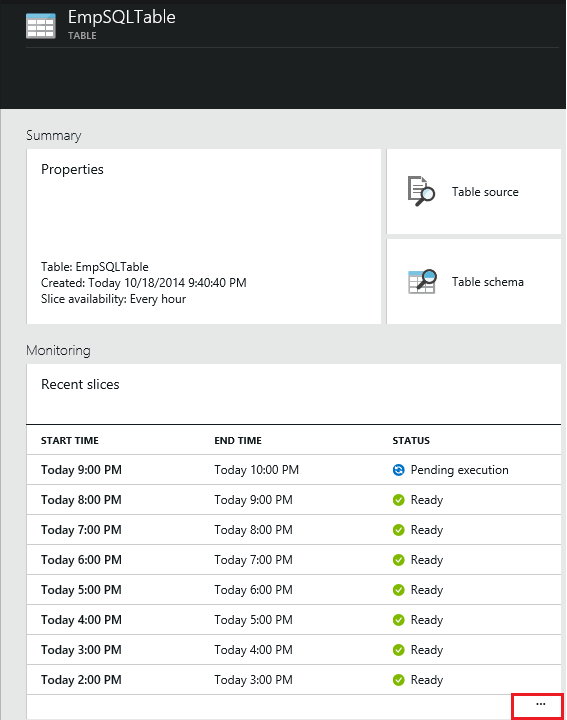 EmpSQLTable
TABLE
Summary
Properties
Table: EmpSQLTable
Created: Today 10/18/2014 9:40:40 PM
Slice availability: Every hour
Table source
Table schema
Monitoring
Recent slices
START TIME END TIME STATUS
Today 9:00 PM Today 10:00 PM Pending execution
Today 8:00 PM Today 9:00 PM Ready
Today 7:00 PM Today 8:00 PM Ready
Today 6:00 PM Today 7:00 PM Ready
Today 5:00 PM Today 6:00 PM Ready
Today 4:00 PM Today 5:00 PM Ready
Today 3:00 PM Today 4:00 PM Ready
Today 2:00 PM Today 3:00 PM Ready
...